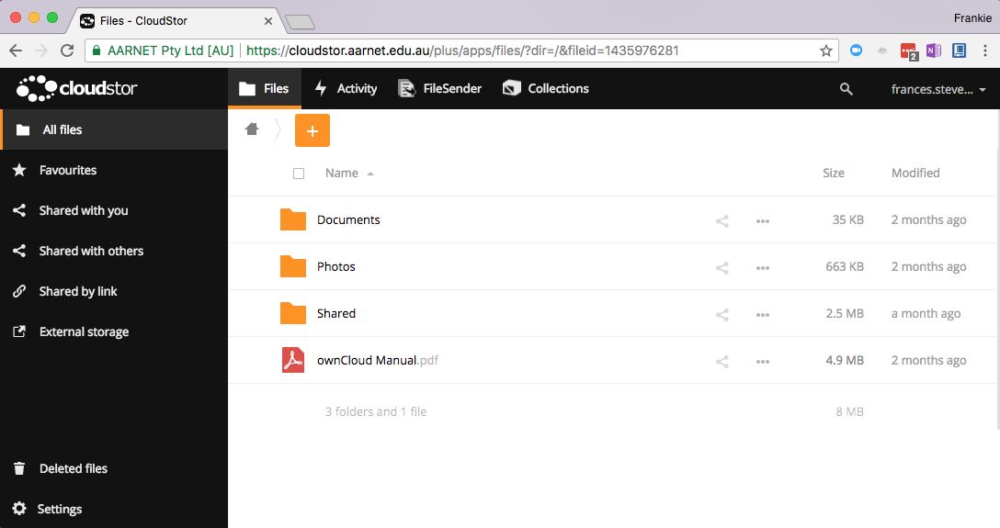 Files - CloudStor
Frankie
AARNET Pty Ltd [AU] https://cloudstor.aarnet.edu.au/plus/apps/files/?dir=/&fileid=1435976281
2
cloudstor
Files
Activity
FileSender
Collections
frances.steve...
All files
Favourites
Shared with you
Shared with others
Shared by link
External storage
Deleted files
Settings
+
Name Size Modified
Documents 35 KB 2 months ago
Photos 663 KB 2 months ago
Shared 2.5 MB a month ago
ownCloud Manual.pdf 4.9 MB 2 months ago
3 folders and 1 file 8 MB